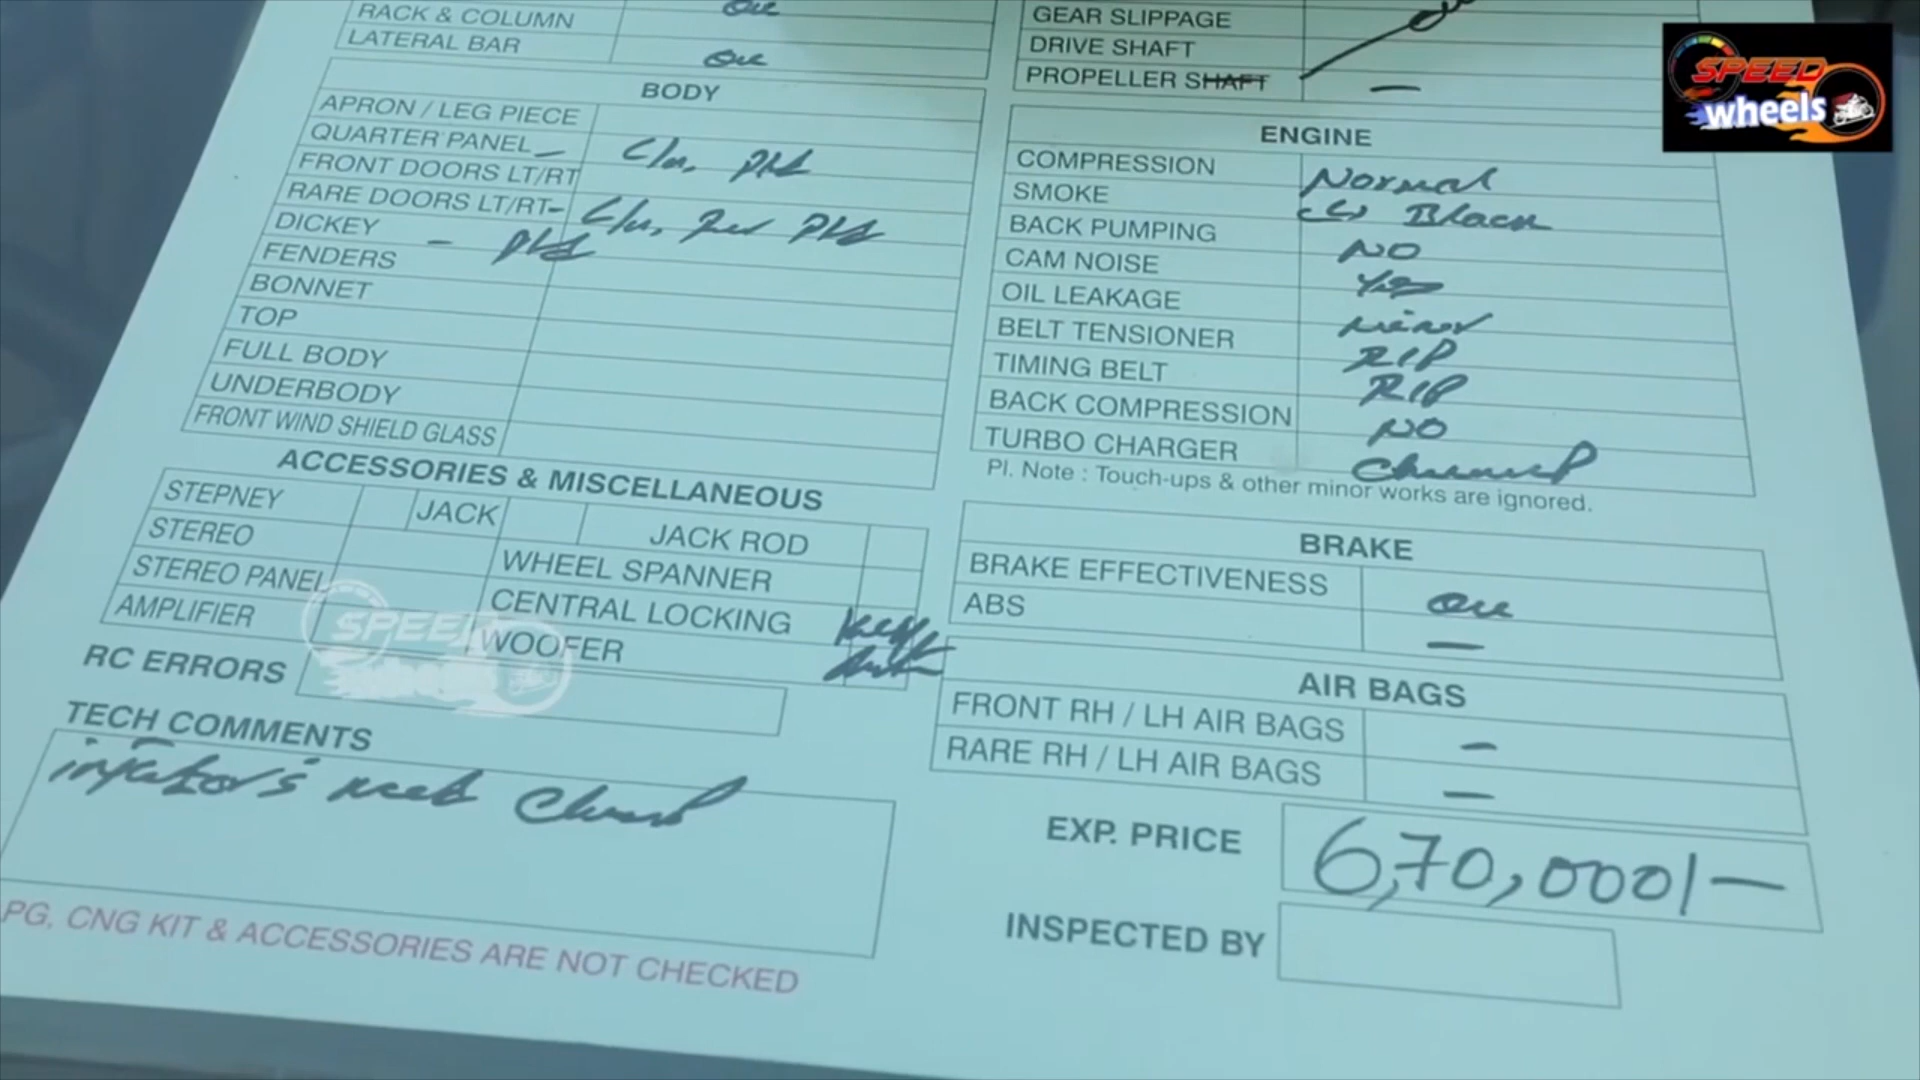 RACK & COLUMN
LATERAL BAR
BODY
APRON / LEG PIECE
QUARTER PANEL
FRONT DOORS LT/RT
RARE DOORS LT/RT
DICKEY
FENDERS
BONNET
TOP
FULL BODY
UNDERBODY
FRONT WIND SHIELD GLASS
ACCESSORIES & MISCELLANEOUS
STEPNEY JACK JACK ROD
STEREO WHEEL SPANNER
STEREO PANEL CENTRAL LOCKING
AMPLIFIER WOOFER
RC ERRORS
TECH COMMENTS
PG, CNG KIT & ACCESSORIES ARE NOT CHECKED
GEAR SLIPPAGE
DRIVE SHAFT
PROPELLER SHAFT —
ENGINE
COMPRESSION Normal
SMOKE Black
BACK PUMPING NO
CAM NOISE Yes
OIL LEAKAGE minor
BELT TENSIONER RIP
TIMING BELT RIP
BACK COMPRESSION NO
TURBO CHARGER
Pl. Note : Touch-ups & other minor works are ignored.
BRAKE
BRAKE EFFECTIVENESS
ABS —
AIR BAGS
FRONT RH / LH AIR BAGS –
RARE RH / LH AIR BAGS —
EXP. PRICE 6,70,000/—
INSPECTED BY
SPEED
wheels
SPEED
wheels